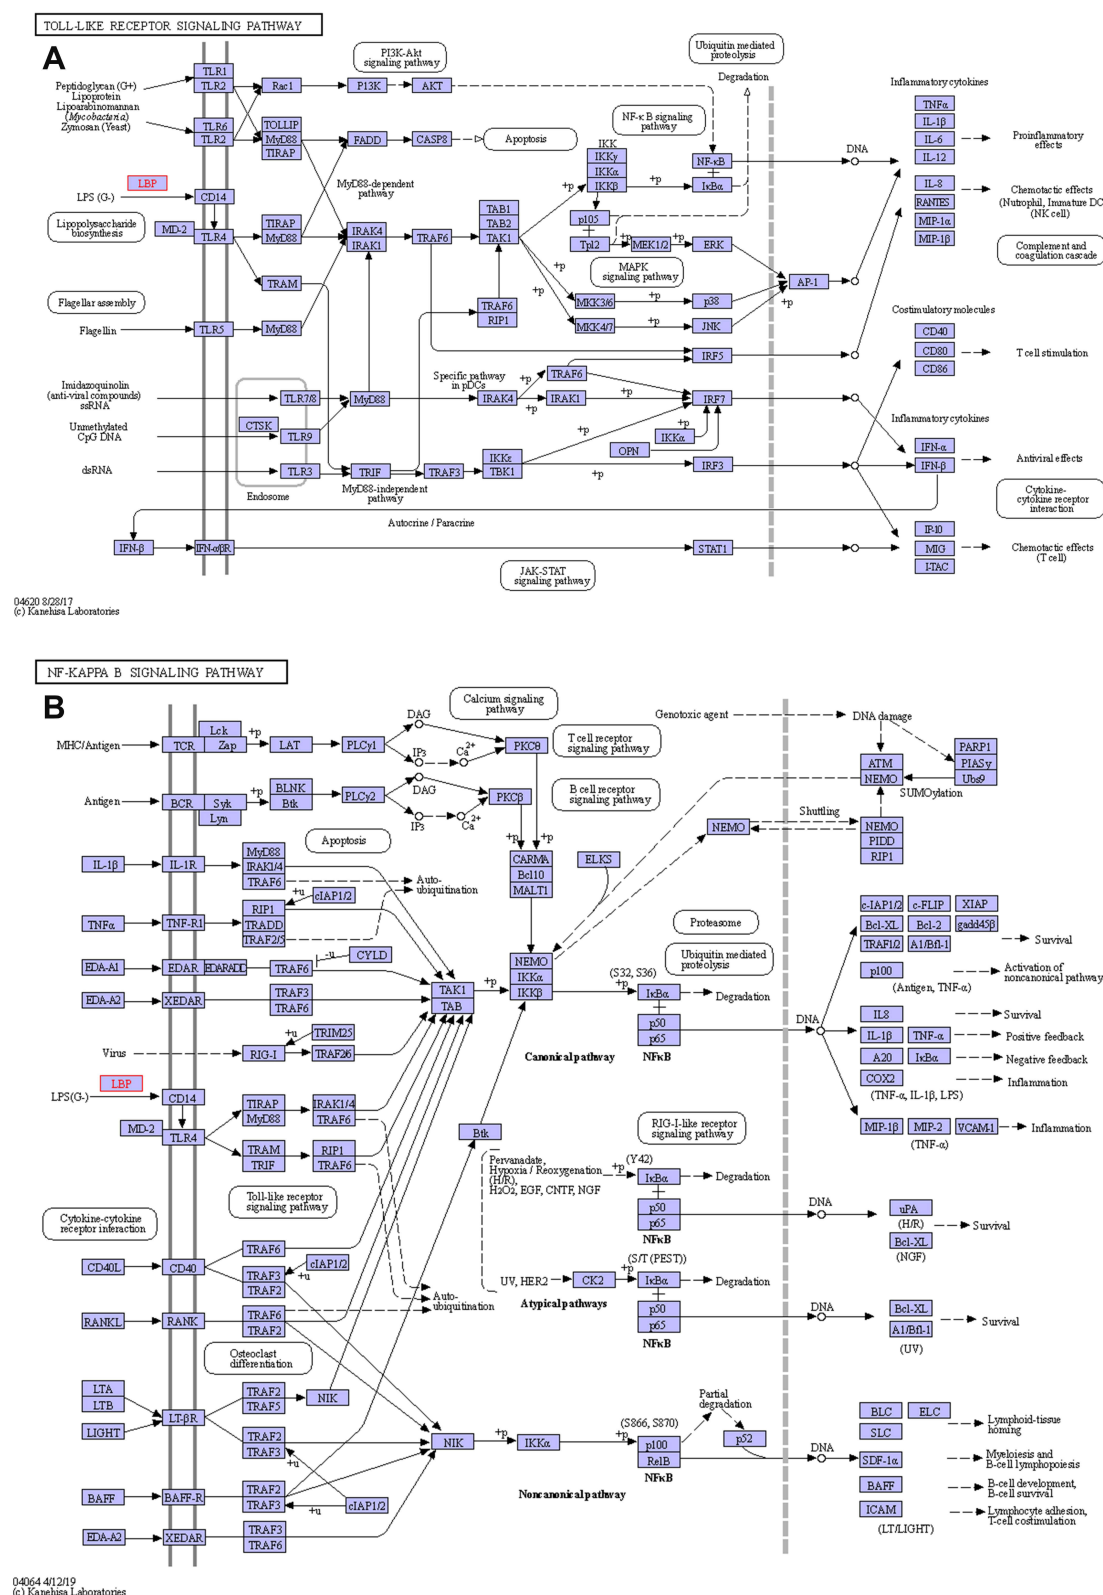 TOLL-LIKE RECEPTOR SIGNALING PATHWAY
A
PI3K-Akt
signaling pathway
Ubiquitin mediated
proteolysis
Degradation
Inflammatory cytokines
TLR1
TLR2
Rac1
P13K
AKT
Peptidoglycan (G+)
Lipoprotein
Lipoarabinomannan
(Mycobacteria)
Zymosan (Yeast)
TLR6
TLR2
TOLLIP
MyD88
TIRAP
FADD
CASP8
Apoptosis
NF-κB signaling
pathway
IKK
IKKγ
IKKα
IKKβ
NF-κB
IκBα
DNA
TNFα
IL-1β
IL-6
IL-12
Proinflammatory
effects
LBP
LPS (G-)
CD14
MyD88-dependent
pathway
+p
+p
IL-8
RANTES
MIP-1α
MIP-1β
Chemotactic effects
(Nutrophil, Immature DC)
(NK cell)
Lipopolysaccharide
biosynthesis
MD-2
TLR4
TIRAP
MyD88
IRAK4
IRAK1
TRAF6
TAB1
TAB2
TAK1
p105
Tpl2
+p
MEK1/2
+p
ERK
Complement and
coagulation cascade
TRAM
MAPK
signaling pathway
AP-1
Flagellar assembly
Flagellin
TLR5
MyD88
TRAF6
RIP1
+p
+p
MKK3/6
+p
p38
MKK4/7
+p
JNK
+p
Costimulatory molecules
CD40
CD80
CD86
T cell stimulation
IRF5
Imidazoquinolin
(anti-viral compounds)
ssRNA
TLR7/8
MyD88
Specific pathway
in pDCs
IRAK4
+p
TRAF6
+p
IRAK1
+p
IRF7
Unmethylated
CpG DNA
CTSK
TLR9
IKKα
+p
OPN
+p
Inflammatory cytokines
IFN-α
IFN-β
Antiviral effects
dsRNA
TLR3
TRIF
TRAF3
IKKε
TBK1
+p
IRF3
Endosome
MyD88-independent
pathway
Cytokine-
cytokine receptor
interaction
Autocrine / Paracrine
IFN-β
IFN-αβR
STAT1
IP-10
MIG
I-TAC
Chemotactic effects
(T cell)
JAK-STAT
signaling pathway
04620 8/28/17
(c) Kanehisa Laboratories
NF-KAPPA B SIGNALING PATHWAY
B
Calcium signaling
pathway
Genotoxic agent
DNA damage
MHC/Antigen
TCR
Lck
Zap
+p
LAT
PLCγ1
DAG
IP3
Ca2+
PKCθ
T cell receptor
signaling pathway
ATM
NEMO
PARP1
PIASy
Ubs9
SUMOylation
Antigen
BCR
Syk
Lyn
+p
BLNK
Btk
PLCγ2
DAG
IP3
Ca2+
PKCβ
B cell receptor
signaling pathway
Shuttling
NEMO
NEMO
PIDD
RIP1
Apoptosis
+p
+p
IL-1β
IL-1R
MyD88
IRAK1/4
TRAF6
Auto-
ubiquitination
CARMA
Bcl10
MALT1
ELKS
TNFα
TNF-R1
RIP1
TRADD
TRAF2/5
+u
cIAP1/2
Proteasome
c-IAP1/2
c-FLIP
XIAP
Bcl-XL
Bcl-2
gadd45β
TRAF1/2
A1/Bfl-1
Survival
EDA-A1
EDAR
EDARADD
TRAF6
-u
CYLD
NEMO
IKKα
IKKβ
Ubiquitin mediated
proteolysis
p100
(Antigen, TNF-α)
Activation of
noncanonical pathway
EDA-A2
XEDAR
TRAF3
TRAF6
TAK1
TAB
+p
(S32, S36)
+p
IκBα
Degradation
p50
p65
NFκB
DNA
IL8
Survival
IL-1β
TNF-α
Positive feedback
A20
IκBα
Negative feedback
COX2
Inflammation
(TNF-α, IL-1β, LPS)
Virus
RIG-I
+u
TRIM25
TRAF2/6
Canonical pathway
LBP
LPS(G-)
CD14
MD-2
TLR4
TIRAP
MyD88
IRAK1/4
TRAF6
TRAM
TRIF
RIP1
TRAF6
Btk
RIG-I-like receptor
signaling pathway
MIP-1β
MIP-2
VCAM-1
Inflammation
(TNF-α)
Pervanadate,
Hypoxia / Reoxygenation
(H/R),
H2O2, EGF, CNTF, NGF
(Y42)
+p
IκBα
Degradation
p50
p65
NFκB
DNA
uPA
(H/R)
Bcl-XL
(NGF)
Survival
Toll-like receptor
signaling pathway
Cytokine-cytokine
receptor interaction
CD40L
CD40
TRAF6
TRAF3
TRAF2
+u
cIAP1/2
Auto-
ubiquitination
UV, HER2
CK2
(S/T (PEST))
+p
IκBα
Degradation
Atypical pathways
p50
p65
NFκB
DNA
Bcl-XL
A1/Bfl-1
(UV)
Survival
RANKL
RANK
TRAF6
TRAF2
Osteoclast
differentiation
LTA
LTB
LIGHT
LT-βR
TRAF2
TRAF5
NIK
TRAF2
TRAF3
+u
NIK
+p
IKKα
(S866, S870)
+p
p100
RelB
NFκB
Partial
degradation
p52
DNA
BLC
ELC
SLC
Lymphoid-tissue
homing
SDF-1α
Myeloiesis and
B-cell lymphopoiesis
BAFF
BAFF-R
TRAF2
TRAF3
+u
cIAP1/2
Noncanonical pathway
BAFF
B-cell development,
B-cell survival
ICAM
(LT/LIGHT)
Lymphocyte adhesion,
T-cell costimulation
EDA-A2
XEDAR
TRAF3
TRAF6
04064 4/12/19
(c) Kanehisa Laboratories